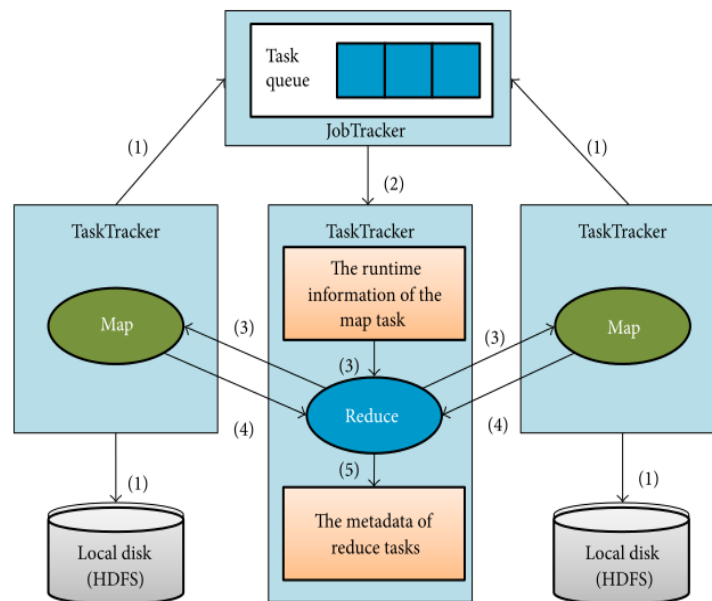 Task
queue
JobTracker
(1)
(1)
(2)
TaskTracker
TaskTracker
TaskTracker
The runtime
information of the
map task
Map
Map
(3)
(3)
(3)
Reduce
(4)
(4)
(5)
(1)
(1)
The metadata of
reduce tasks
Local disk
(HDFS)
Local disk
(HDFS)